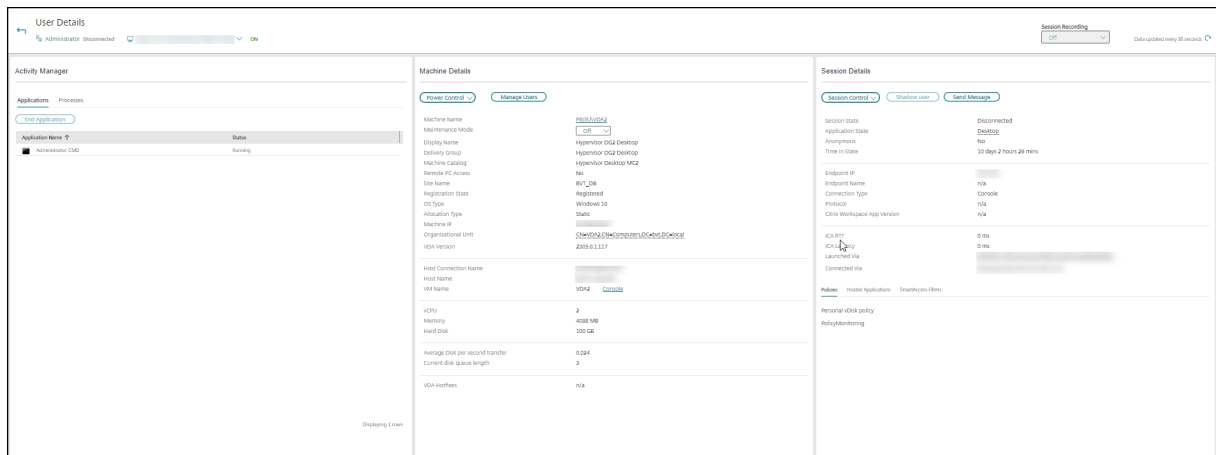 User Details
Administrator Disconnected ON
Session Recording
Off
Data updated every 30 seconds
Activity Manager
Applications Processes
End Application
Application Name Status
Administrator CMD Running
Displaying 1 rows
Machine Details
Power Control Manage Users
Machine Name
Maintenance Mode Off
Display Name Hypervisor DG2 Desktop
Delivery Group Hypervisor DG2 Desktop
Machine Catalog Hypervisor Desktop MC2
Remote PC Access No
Site Name BVT_DB
Registration State Registered
OS Type Windows 10
Allocation Type Static
Machine IP
Organizational Unit CN=VDA2,CN=Computers,DC=bvt,DC=local
VDA Version 2305.0.1.117
Host Connection Name
Host Name
VM Name VDA2 Console
vCPU 2
Memory 4088 MB
Hard Disk 100 GB
Average Disk per second transfer 0.024
Current disk queue length 3
VDA Hotfixes n/a
Session Details
Session Control Shadow user Send Message
Session State Disconnected
Application State Desktop
Anonymous No
Time in State 10 days 2 hours 28 mins
Endpoint IP
Endpoint Name n/a
Connection Type Console
Protocol n/a
Citrix Workspace App Version n/a
ICA RTT 0 ms
ICA Latency 0 ms
Launched Via
Connected Via
Policies Hosted Applications SmartAccess Filters
Personal vDisk policy
PolicyMonitoring